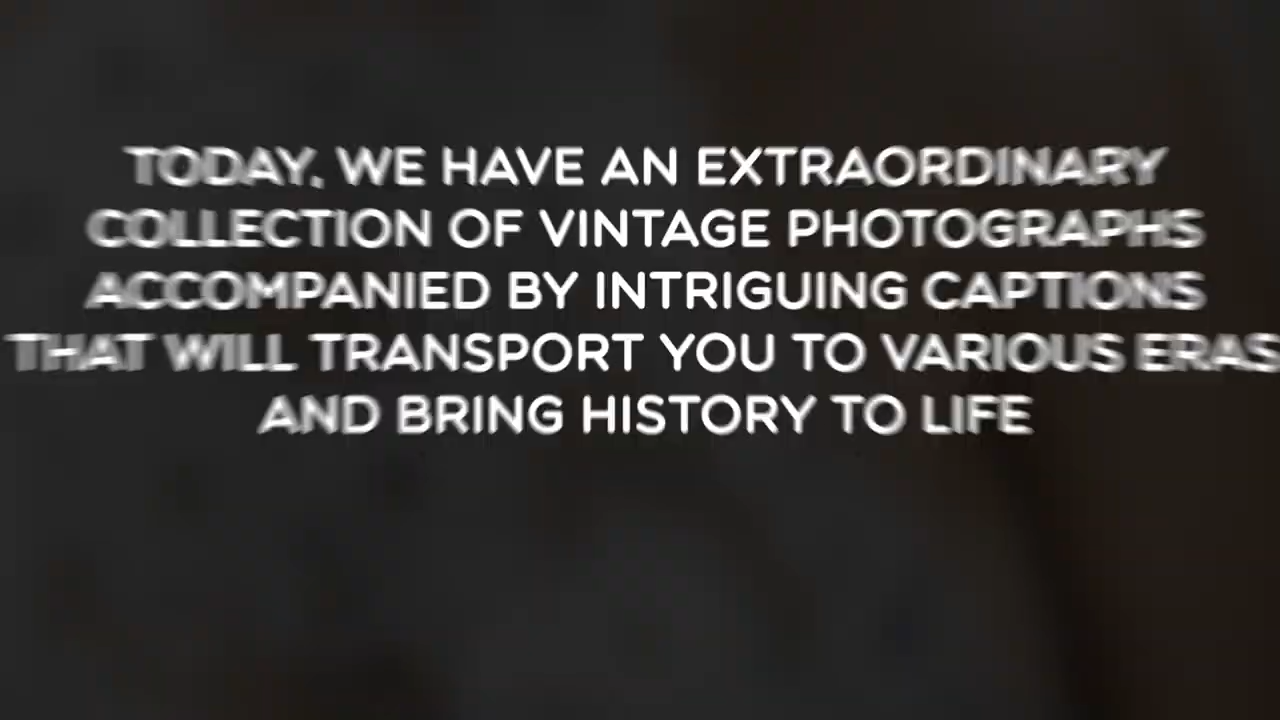 TODAY, WE HAVE AN EXTRAORDINARY
COLLECTION OF VINTAGE PHOTOGRAPHS
ACCOMPANIED BY INTRIGUING CAPTIONS
THAT WILL TRANSPORT YOU TO VARIOUS ERAS
AND BRING HISTORY TO LIFE